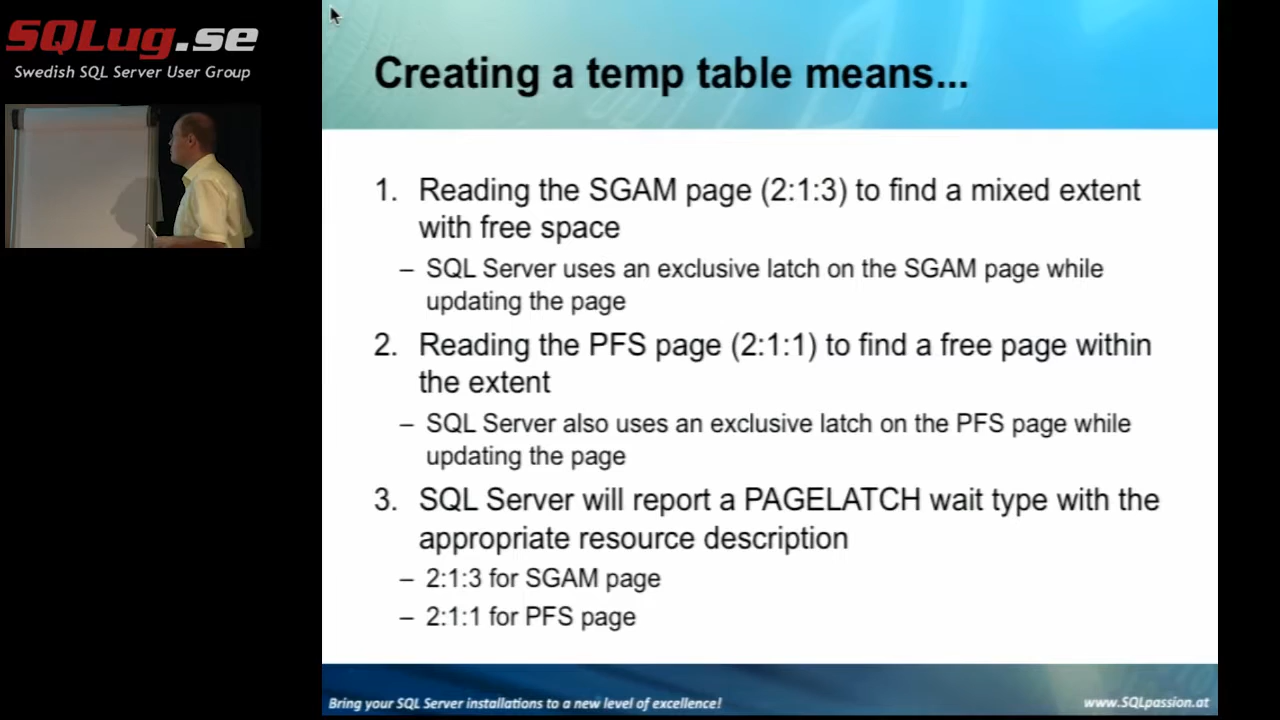 SQLug.se
Swedish SQL Server User Group
Creating a temp table means...
1. Reading the SGAM page (2:1:3) to find a mixed extent
with free space
– SQL Server uses an exclusive latch on the SGAM page while
updating the page
2. Reading the PFS page (2:1:1) to find a free page within
the extent
– SQL Server also uses an exclusive latch on the PFS page while
updating the page
3. SQL Server will report a PAGELATCH wait type with the
appropriate resource description
– 2:1:3 for SGAM page
– 2:1:1 for PFS page
Bring your SQL Server installations to a new level of excellence!
www.SQLpassion.at